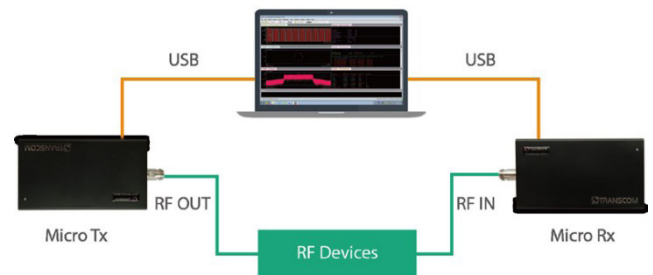 USB
USB
TRANSCOM
RF OUT
RF IN
TRANSCOM
Micro Tx
RF Devices
Micro Rx